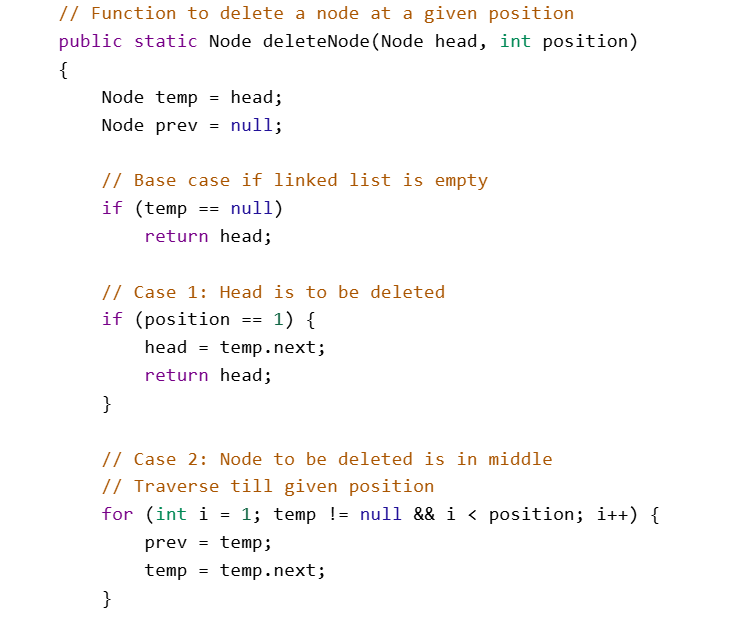 // Function to delete a node at a given position
public static Node deleteNode(Node head, int position)
{
    Node temp = head;
    Node prev = null;

    // Base case if linked list is empty
    if (temp == null)
        return head;

    // Case 1: Head is to be deleted
    if (position == 1) {
        head = temp.next;
        return head;
    }

    // Case 2: Node to be deleted is in middle
    // Traverse till given position
    for (int i = 1; temp != null && i < position; i++) {
        prev = temp;
        temp = temp.next;
    }